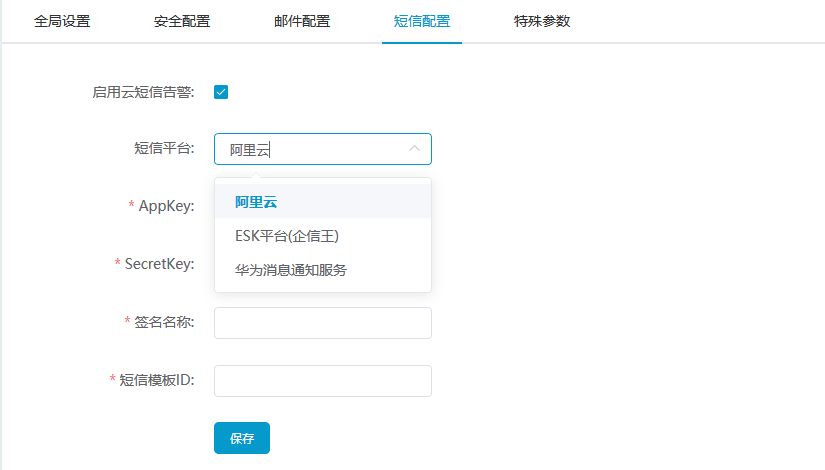 全局设置 安全配置 邮件配置 短信配置 特殊参数
启用云短信告警:
短信平台: 阿里云
* AppKey:
阿里云
ESK平台(企信王)
* SecretKey:
华为消息通知服务
* 签名名称:
* 短信模板ID:
保存